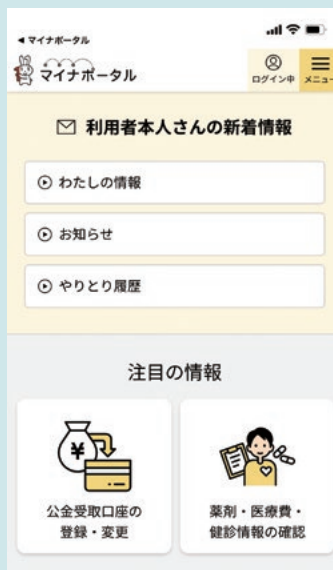 ◀ マイナポータル
マイナポータル
ログイン中
メニュー
利用者本人さんの新着情報
わたしの情報
お知らせ
やりとり履歴
注目の情報
¥
公金受取口座の
登録・変更
薬剤・医療費・
健診情報の確認